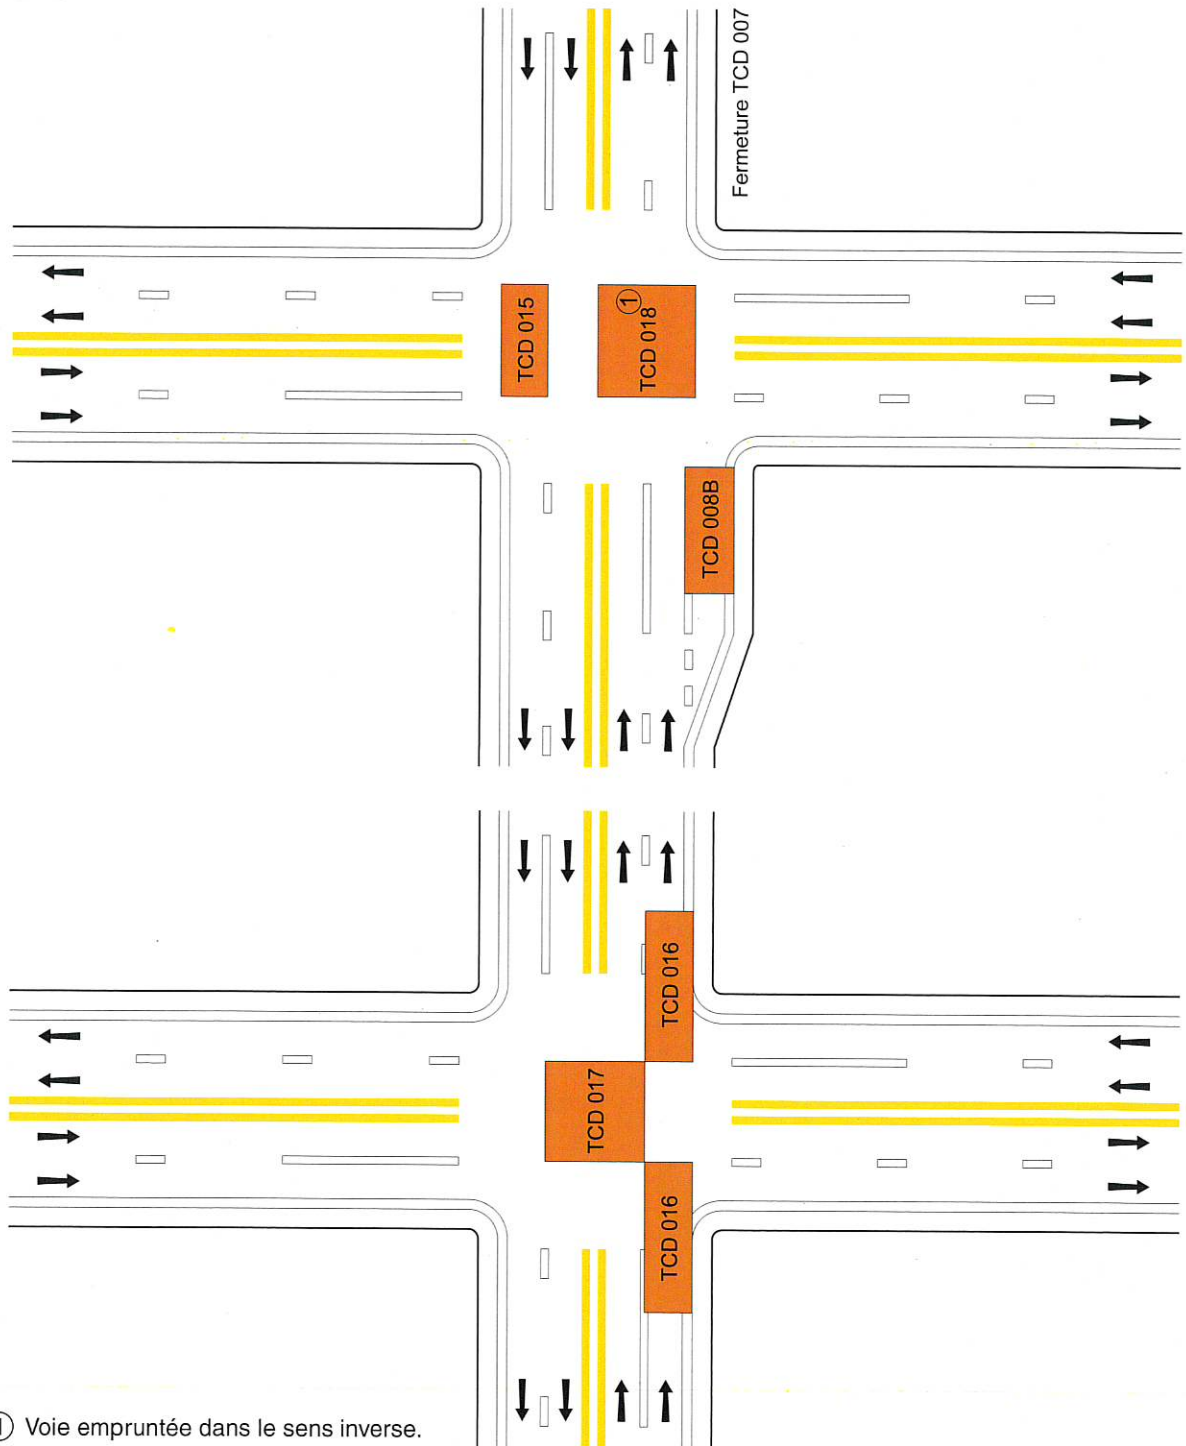 Fermeture TCD 007
TCD 015
1
TCD 018
TCD 008B
TCD 016
TCD 017
TCD 016
1 Voie empruntée dans le sens inverse.